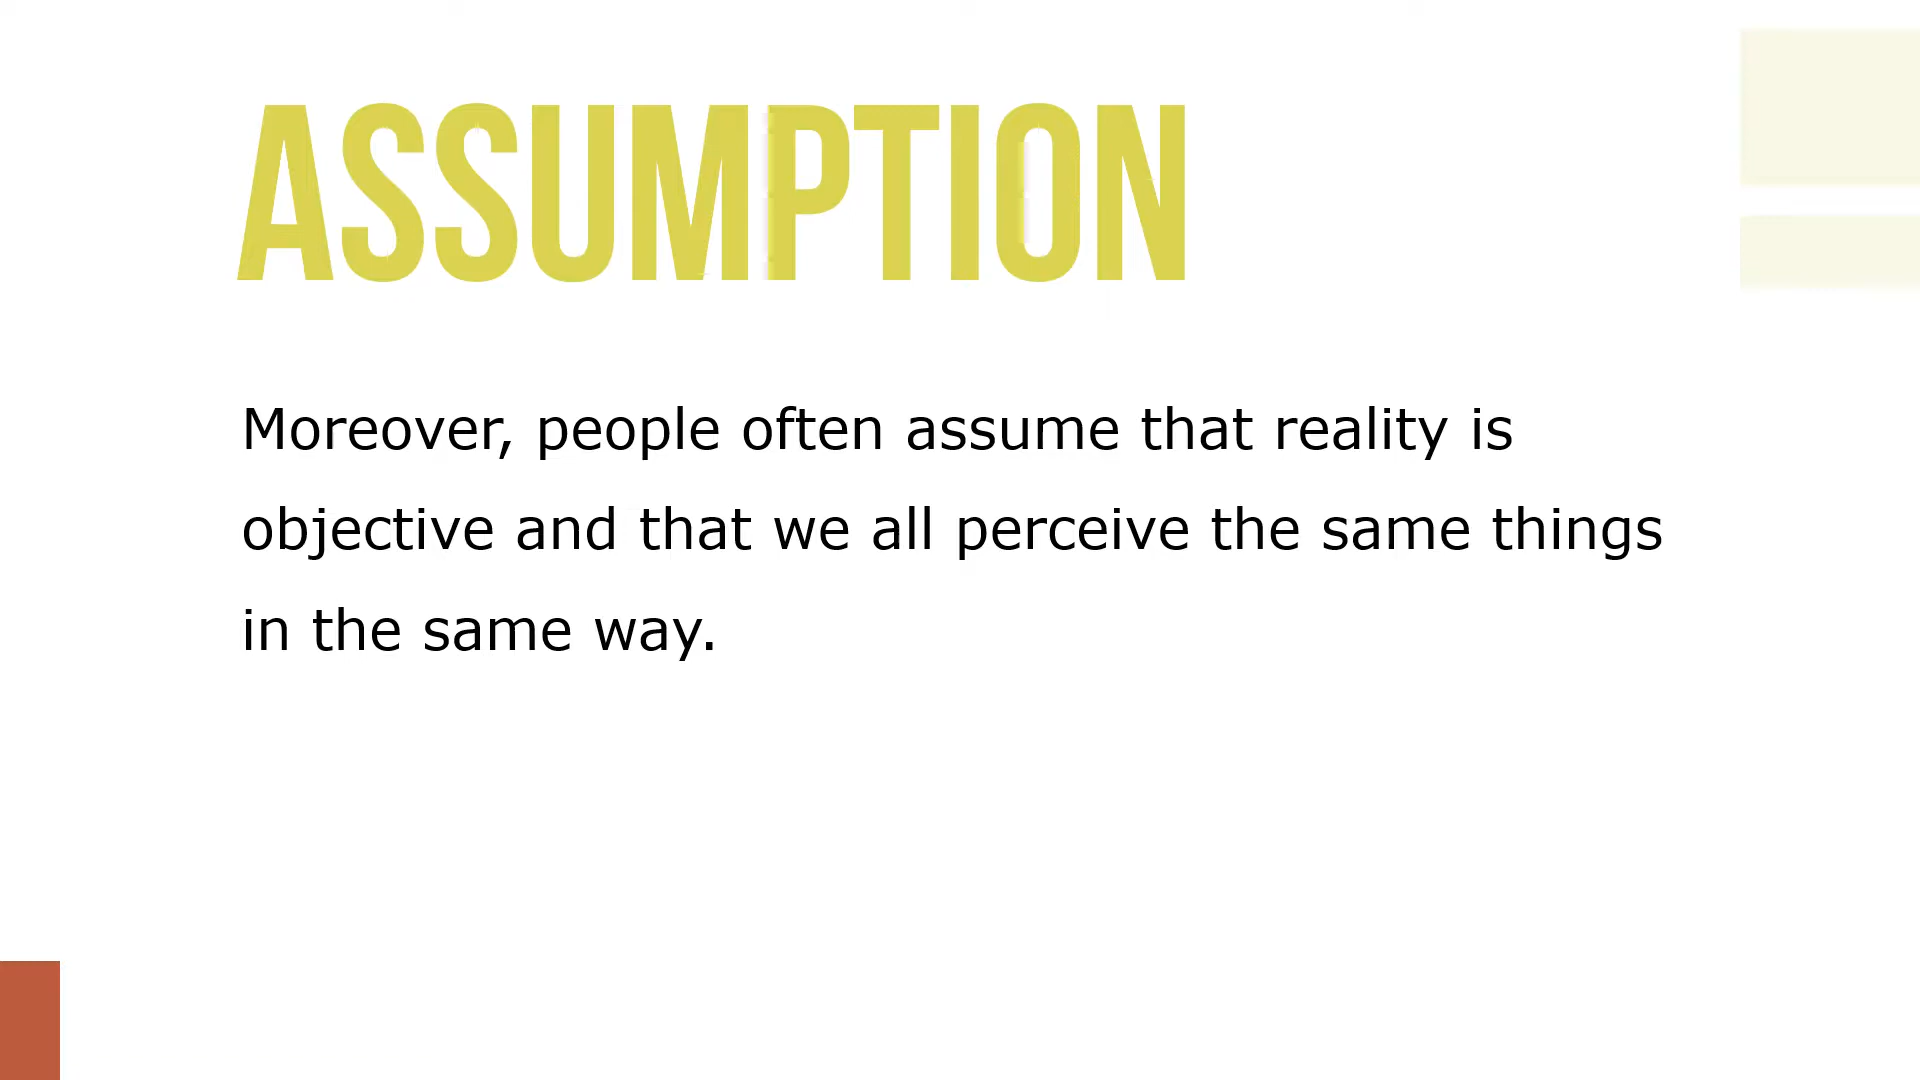 ASSUMPTION
Moreover, people often assume that reality is
objective and that we all perceive the same things
in the same way.